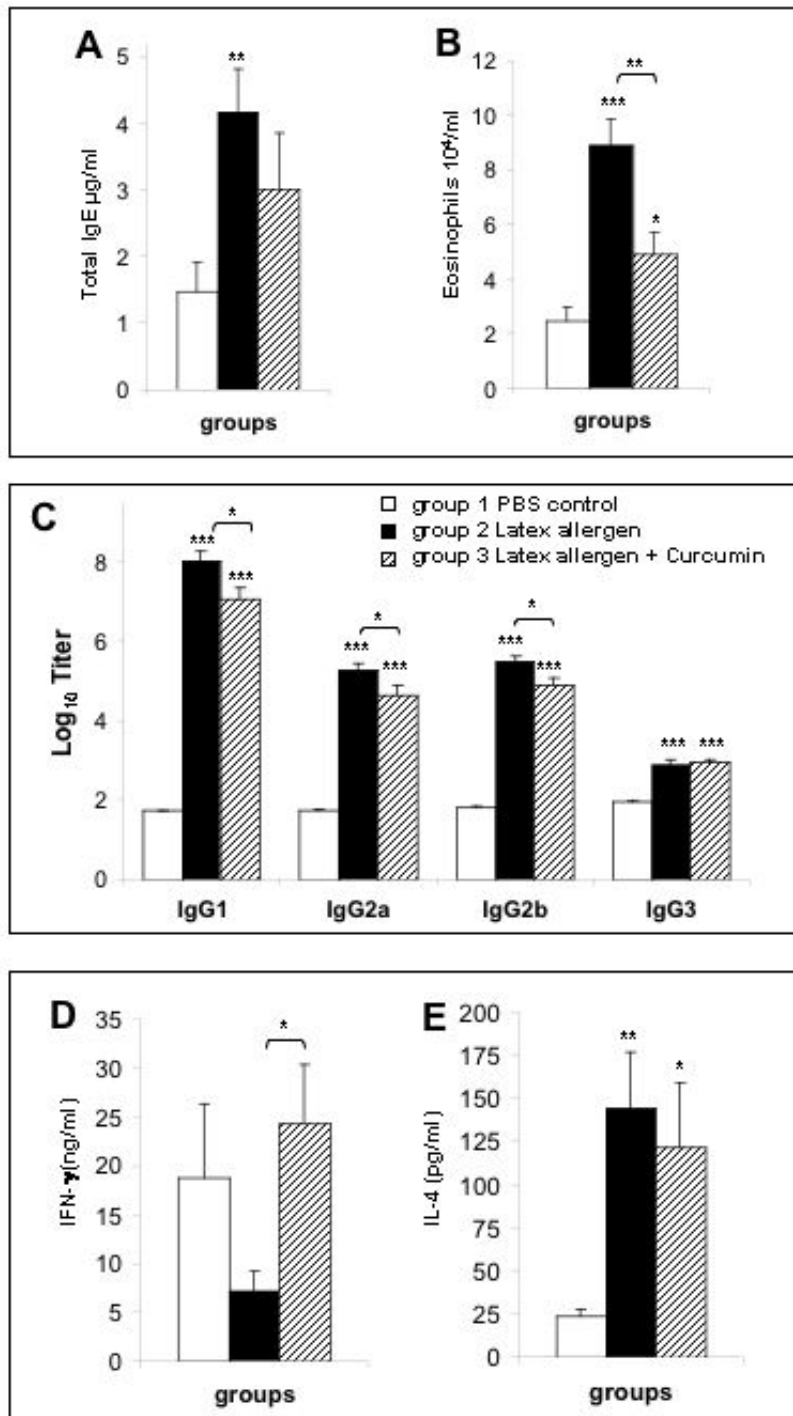 A
Total IgE µg/ml
5
4
3
2
1
0
**
groups
B
Eosinophils 10⁴/ml
12
10
8
6
4
2
0
**
***
*
groups
C
group 1 PBS control
group 2 Latex allergen
group 3 Latex allergen + Curcumin
Log₁₀ Titer
8
6
4
2
0
*
***
***
*
***
***
*
***
***
*** ***
IgG1 IgG2a IgG2b IgG3
D
IFN-γ(ng/ml)
35
30
25
20
15
10
5
0
*
groups
E
IL-4 (pg/ml)
200
175
150
125
100
75
50
25
0
**
*
groups